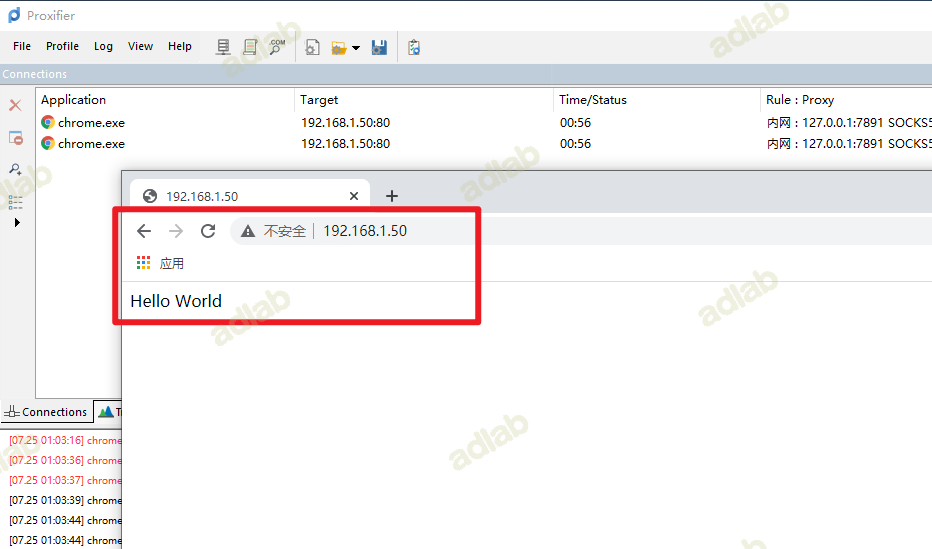 Proxifier
adlab
adlab
File Profile Log View Help
.COM
Connections
Application Target Time/Status Rule : Proxy
chrome.exe 192.168.1.50:80 00:56 内网 : 127.0.0.1:7891 SOCKS5
chrome.exe 192.168.1.50:80 00:56 内网 : 127.0.0.1:7891 SOCKS5
adlab
192.168.1.50
不安全 192.168.1.50
应用
Hello World
adlab
adlab
Connections
[07.25 01:03:16] chrome
[07.25 01:03:36] chrome
[07.25 01:03:37] chrome
adlab
[07.25 01:03:39] chrome
[07.25 01:03:44] chrome
[07.25 01:03:44] chrome